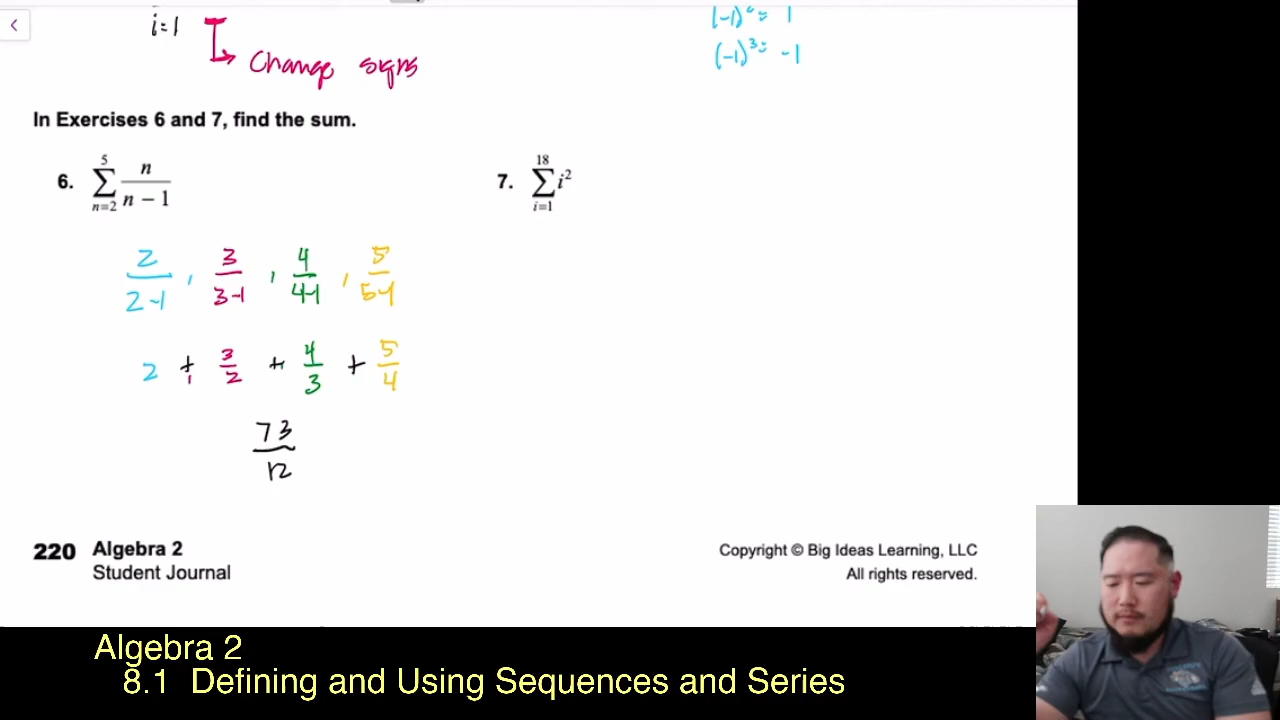 i=1
Change signs
(-1)² = 1
(-1)³ = -1
In Exercises 6 and 7, find the sum.
6. 5 ∑ n=2 n / n − 1
7. 18 ∑ i=1 i²
2/2-1 , 3/3-1 , 4/4-1 , 5/5-1
2 + 3/2 + 4/3 + 5/4
73/12
220 Algebra 2
Student Journal
Copyright © Big Ideas Learning, LLC
All rights reserved.
Algebra 2
8.1 Defining and Using Sequences and Series